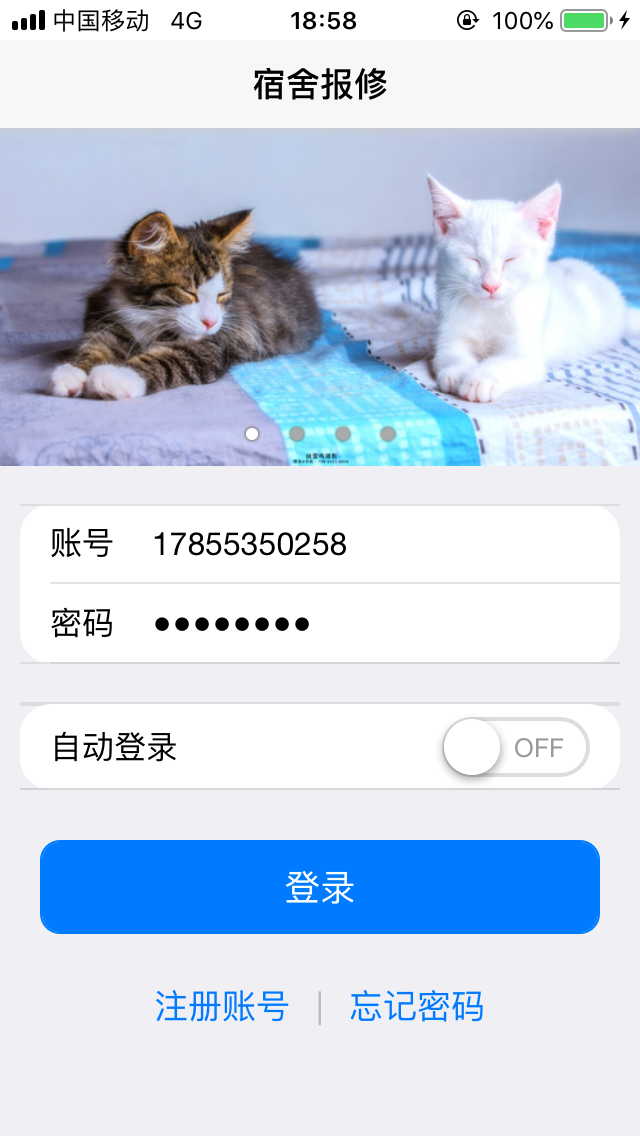 中国移动 4G 18:58 100%
宿舍报修
账号 17855350258
密码 ••••••••
自动登录 OFF
登录
注册账号 | 忘记密码